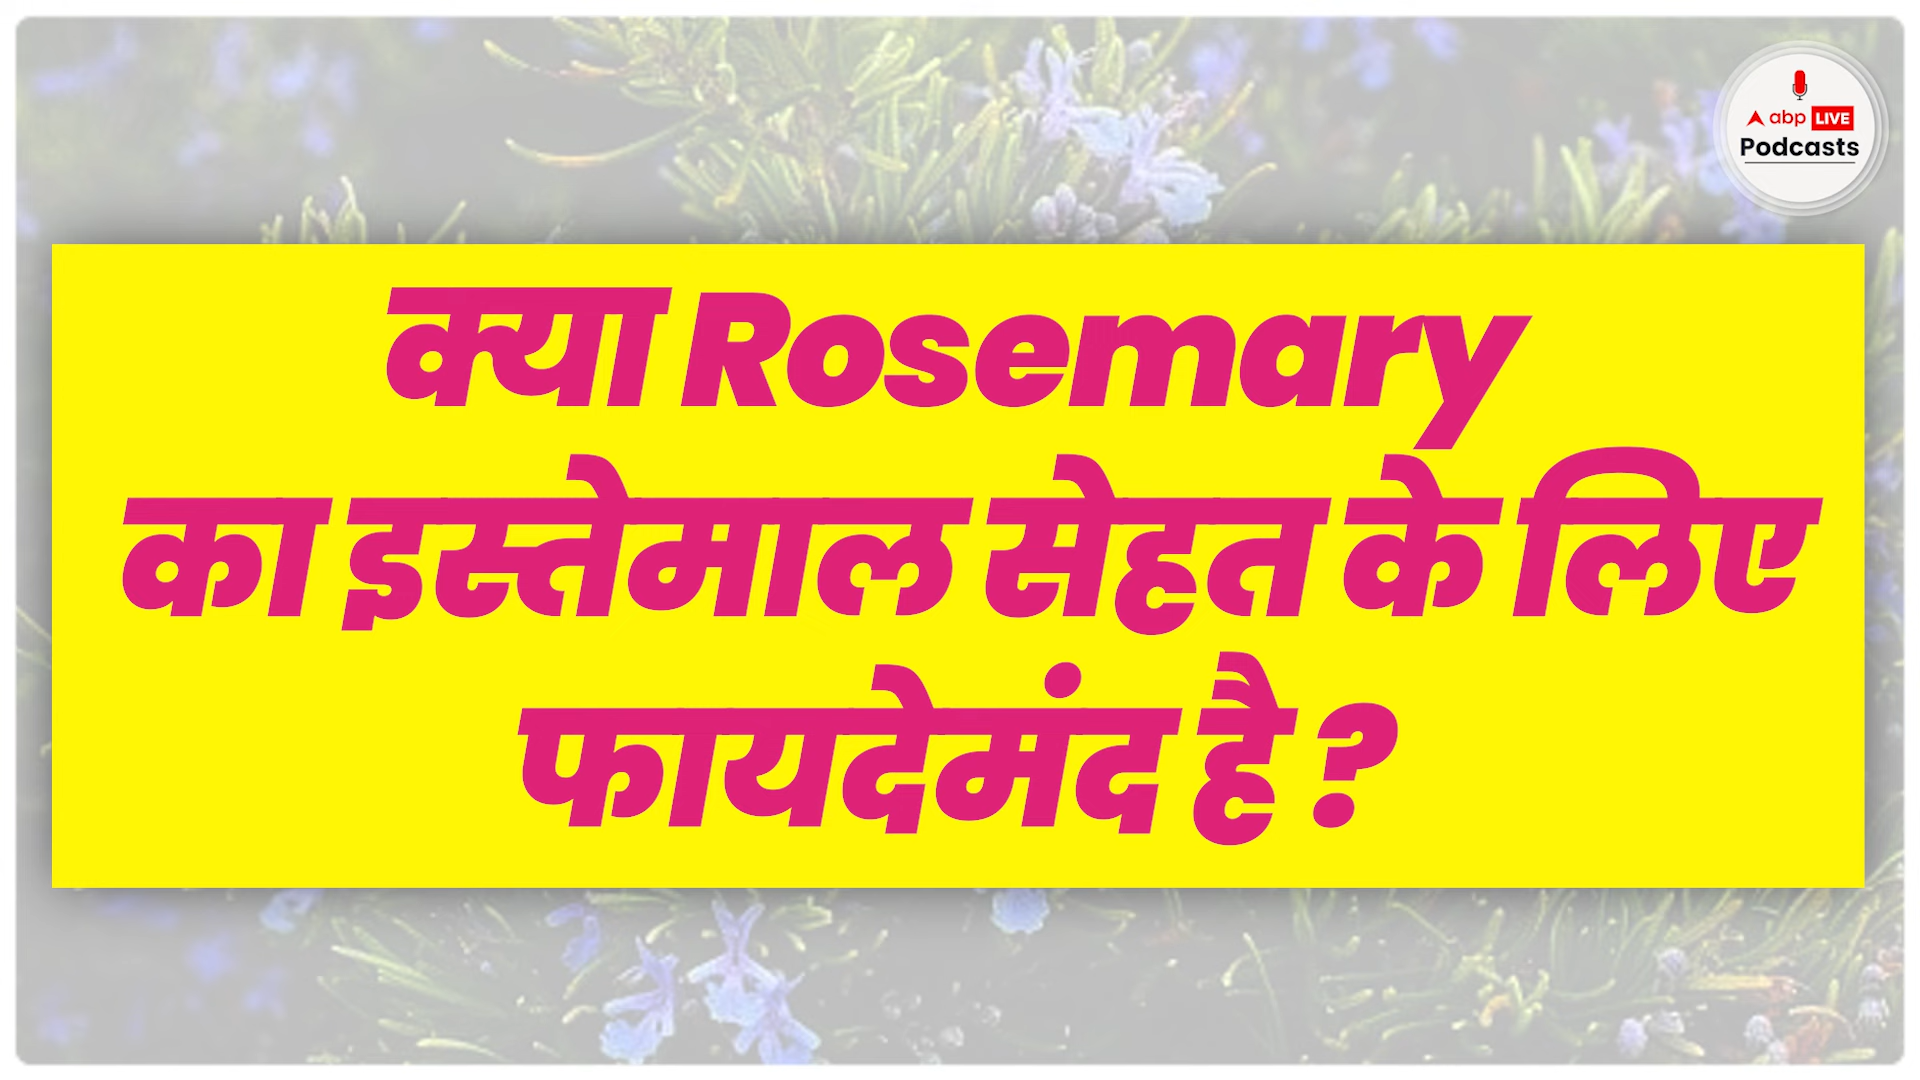 abp LIVE
Podcasts
क्या Rosemary
का इस्तेमाल सेहत के लिए
फायदेमंद है ?